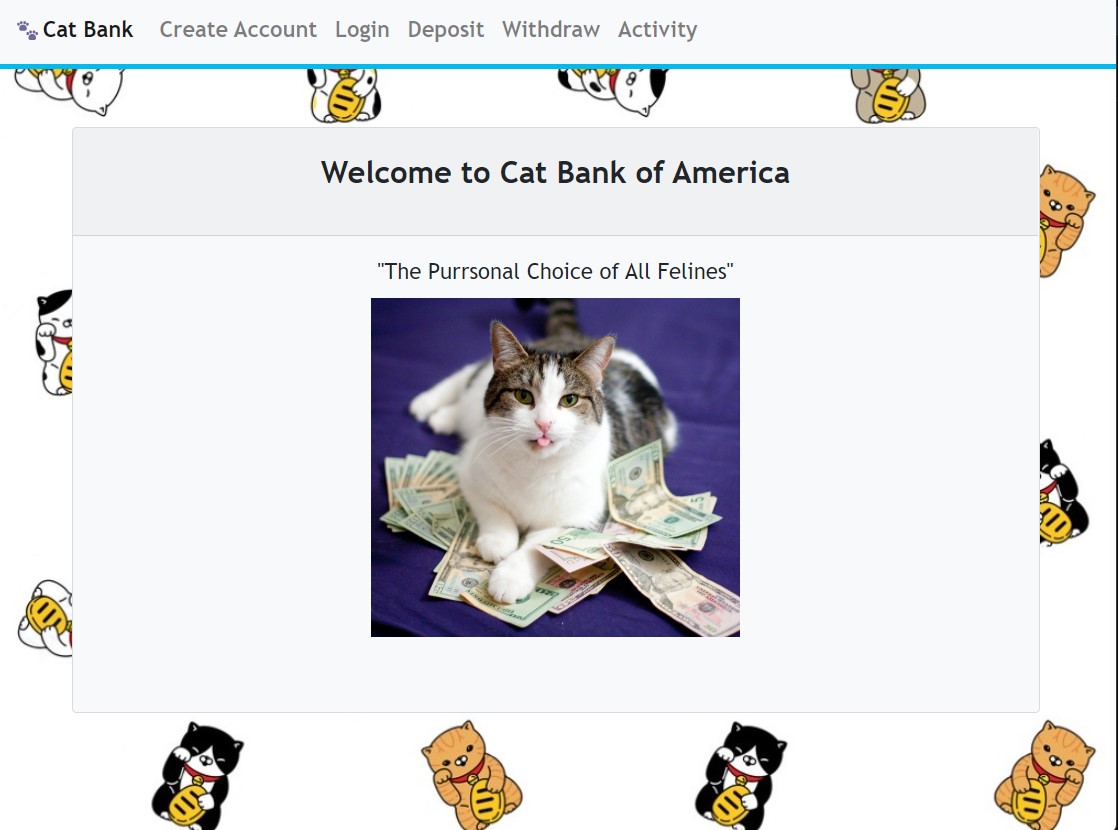 Cat Bank Create Account Login Deposit Withdraw Activity
Welcome to Cat Bank of America
"The Purrsonal Choice of All Felines"